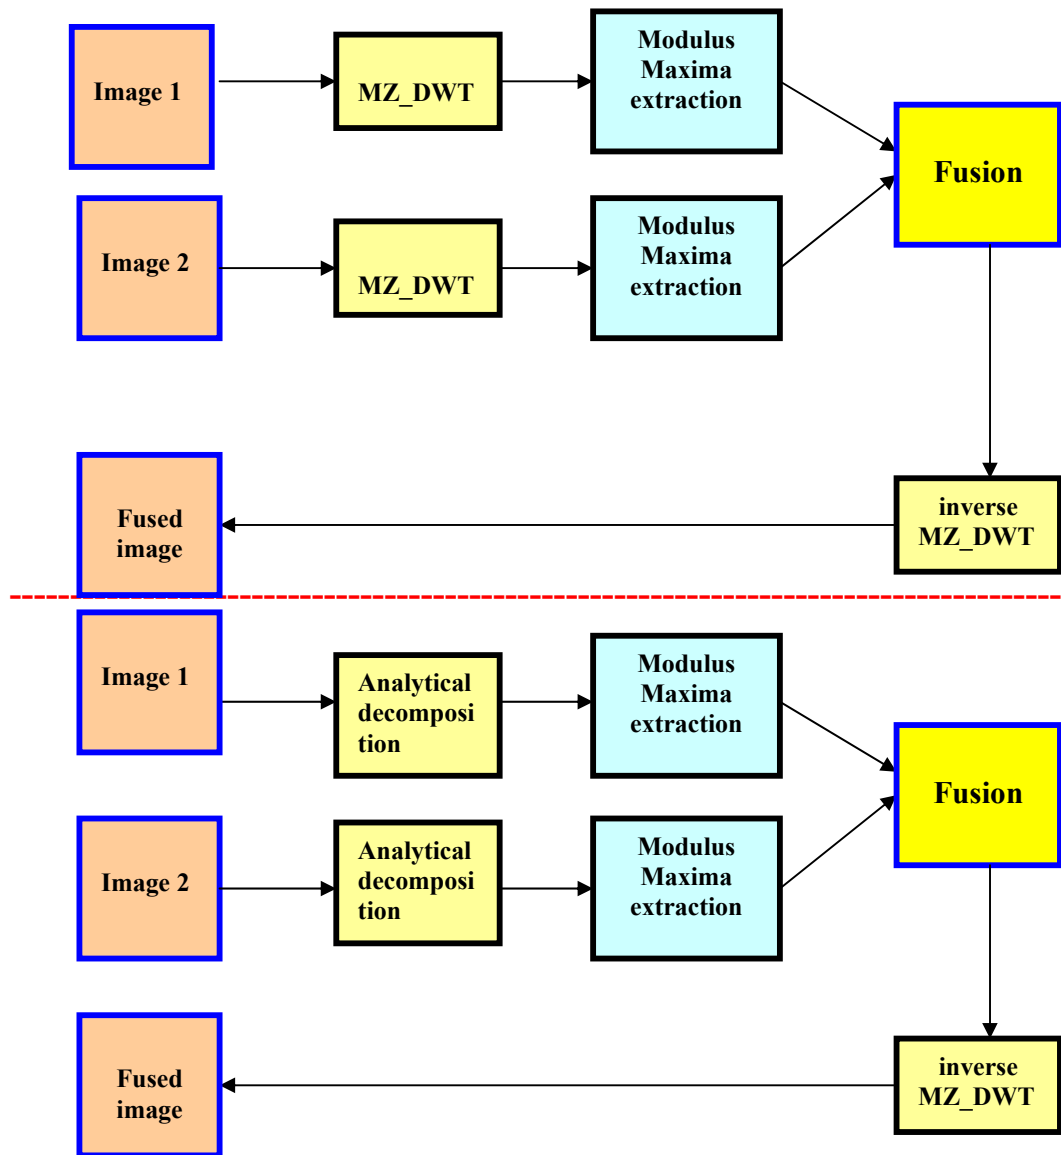 Image 1
MZ_DWT
Modulus
Maxima
extraction
Fusion
Image 2
MZ_DWT
Modulus
Maxima
extraction
Fused
image
inverse
MZ_DWT
Image 1
Analytical
decomposi
tion
Modulus
Maxima
extraction
Fusion
Image 2
Analytical
decomposi
tion
Modulus
Maxima
extraction
Fused
image
inverse
MZ_DWT